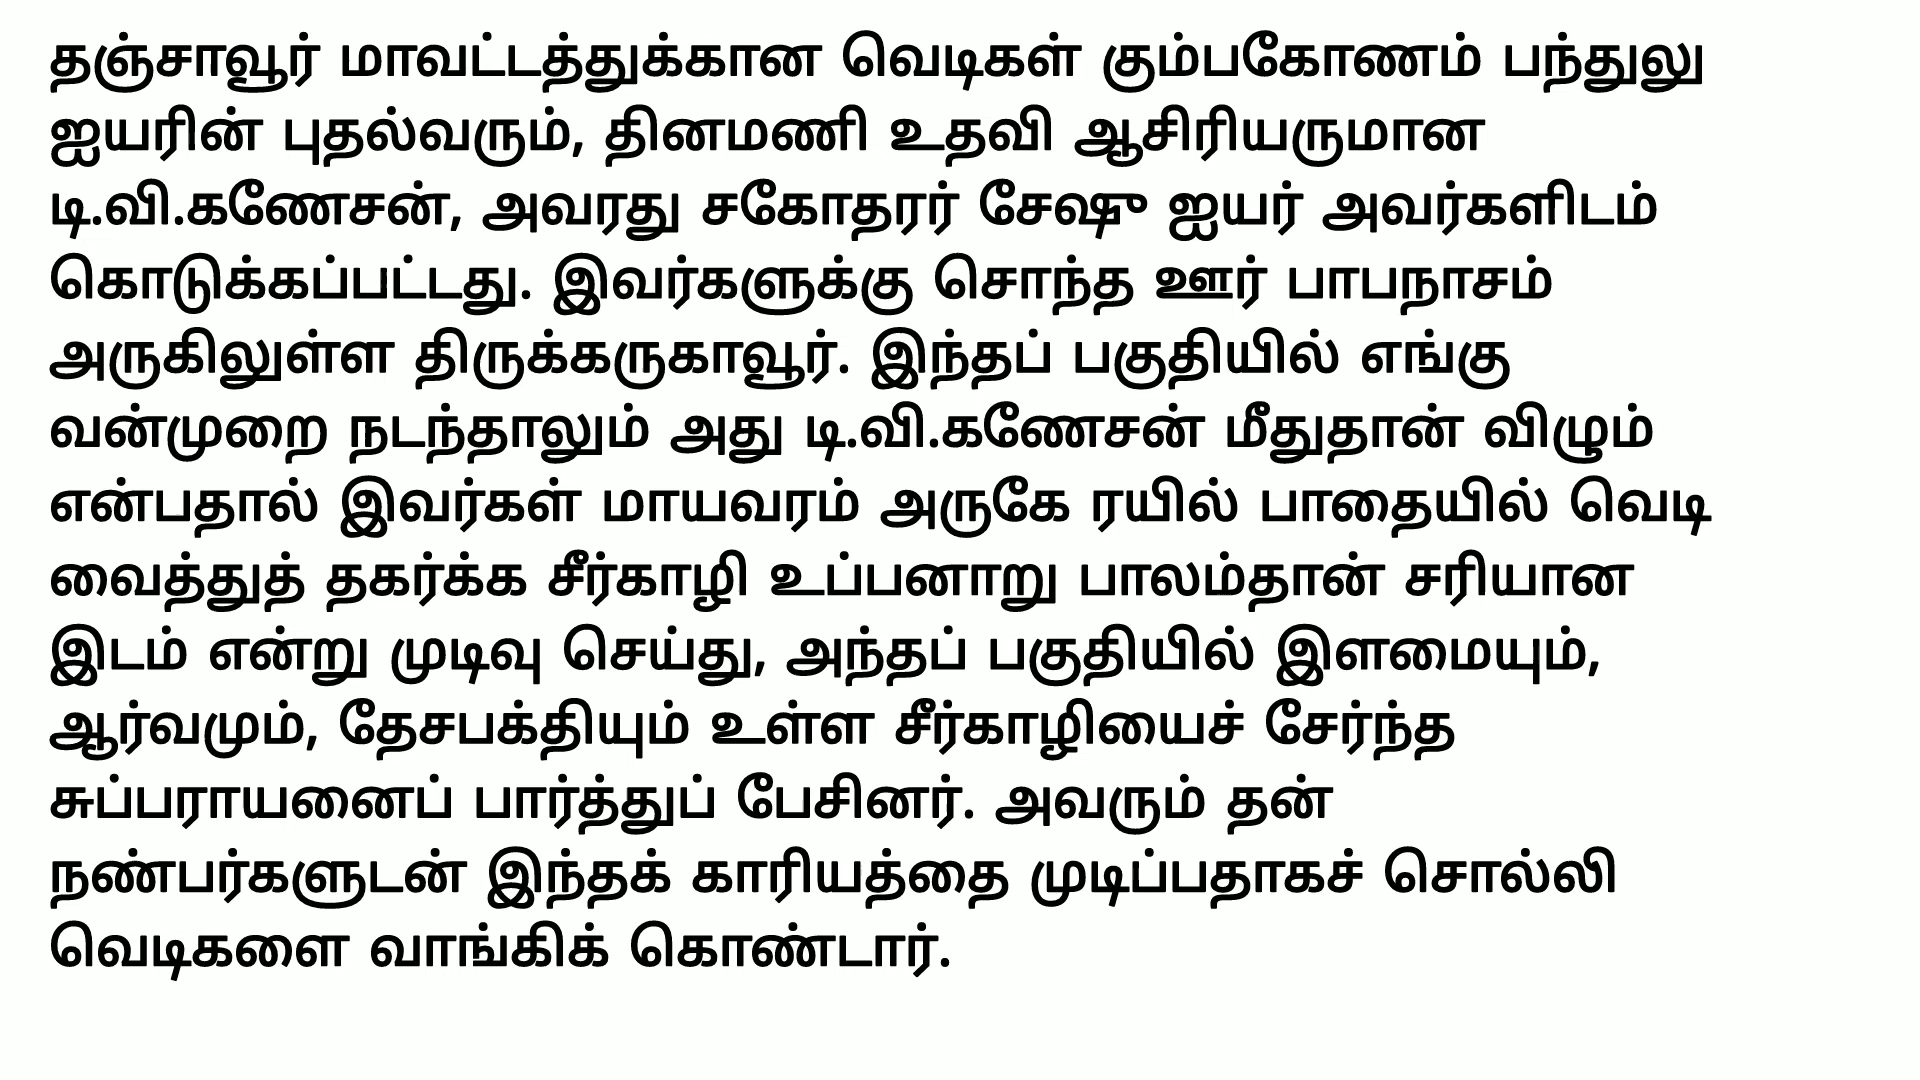 தஞ்சாவூர் மாவட்டத்துக்கான வெடிகள் கும்பகோணம் பந்துலு
ஐயரின் புதல்வரும், தினமணி உதவி ஆசிரியருமான
டி.வி.கணேசன், அவரது சகோதரர் சேஷு ஐயர் அவர்களிடம்
கொடுக்கப்பட்டது. இவர்களுக்கு சொந்த ஊர் பாபநாசம்
அருகிலுள்ள திருக்கருகாவூர். இந்தப் பகுதியில் எங்கு
வன்முறை நடந்தாலும் அது டி.வி.கணேசன் மீதுதான் விழும்
என்பதால் இவர்கள் மாயவரம் அருகே ரயில் பாதையில் வெடி
வைத்துத் தகர்க்க சீர்காழி உப்பனாறு பாலம்தான் சரியான
இடம் என்று முடிவு செய்து, அந்தப் பகுதியில் இளமையும்,
ஆர்வமும், தேசபக்தியும் உள்ள சீர்காழியைச் சேர்ந்த
சுப்பராயனைப் பார்த்துப் பேசினர். அவரும் தன்
நண்பர்களுடன் இந்தக் காரியத்தை முடிப்பதாகச் சொல்லி
வெடிகளை வாங்கிக் கொண்டார்.